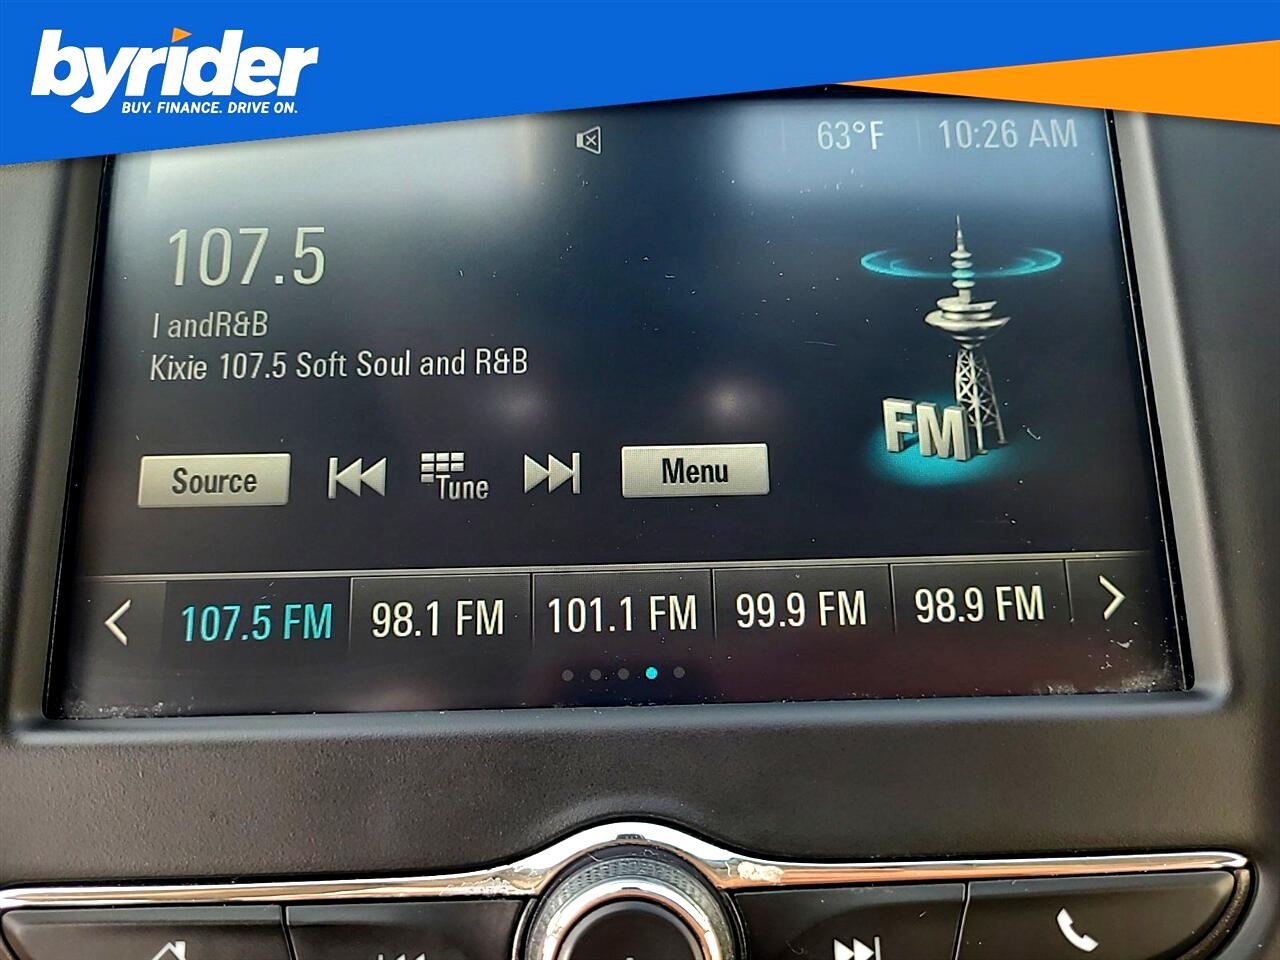 byrider
BUY. FINANCE. DRIVE ON.
63°F 10:26 AM
107.5
I andR&B
Kixie 107.5 Soft Soul and R&B
FM
Source Tune Menu
107.5 FM 98.1 FM 101.1 FM 99.9 FM 98.9 FM